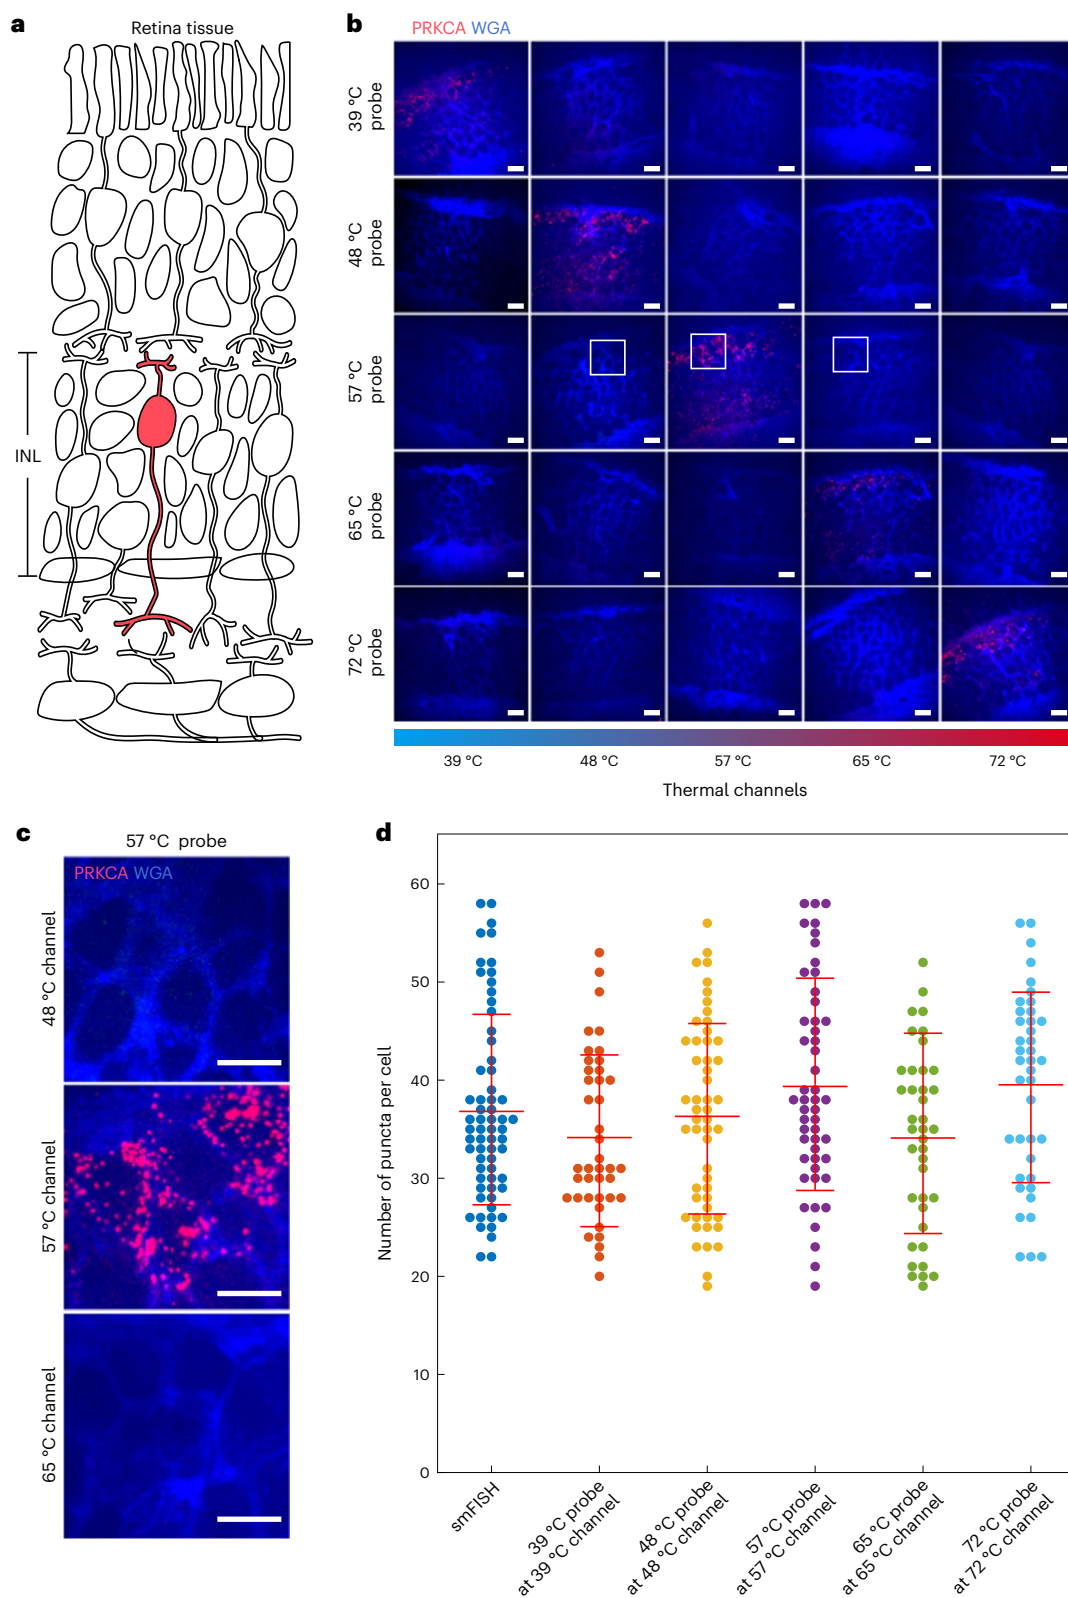 a
Retina tissue
INL
b
PRKCA WGA
39 °C
probe
48 °C
probe
57 °C
probe
65 °C
probe
72 °C
probe
39 °C
48 °C
57 °C
65 °C
72 °C
Thermal channels
c
57 °C probe
PRKCA WGA
48 °C channel
57 °C channel
65 °C channel
d
Number of puncta per cell
60
50
40
30
20
10
0
smFISH
39 °C probe
at 39 °C channel
48 °C probe
at 48 °C channel
57 °C probe
at 57 °C channel
65 °C probe
at 65 °C channel
72 °C probe
at 72 °C channel